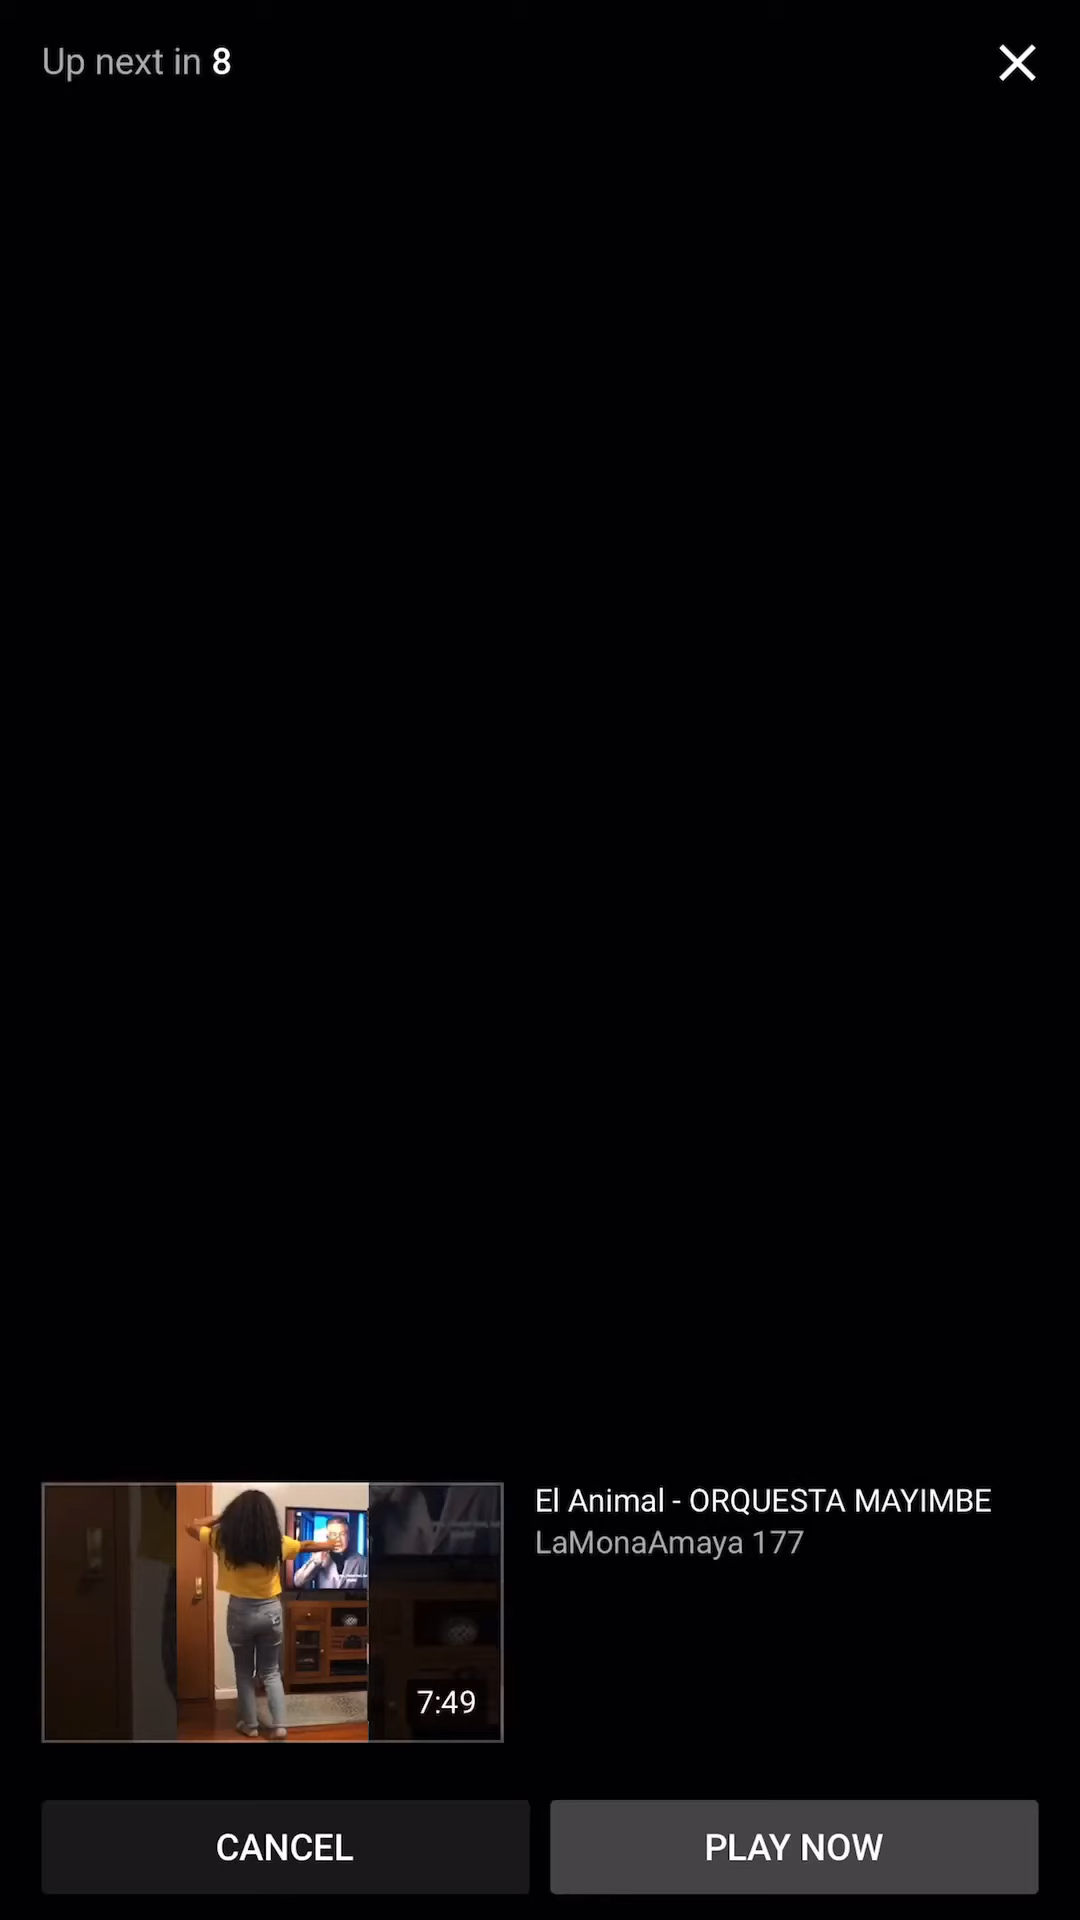 Up next in 8
El Animal - ORQUESTA MAYIMBE
LaMonaAmaya 177
7:49
CANCEL
PLAY NOW